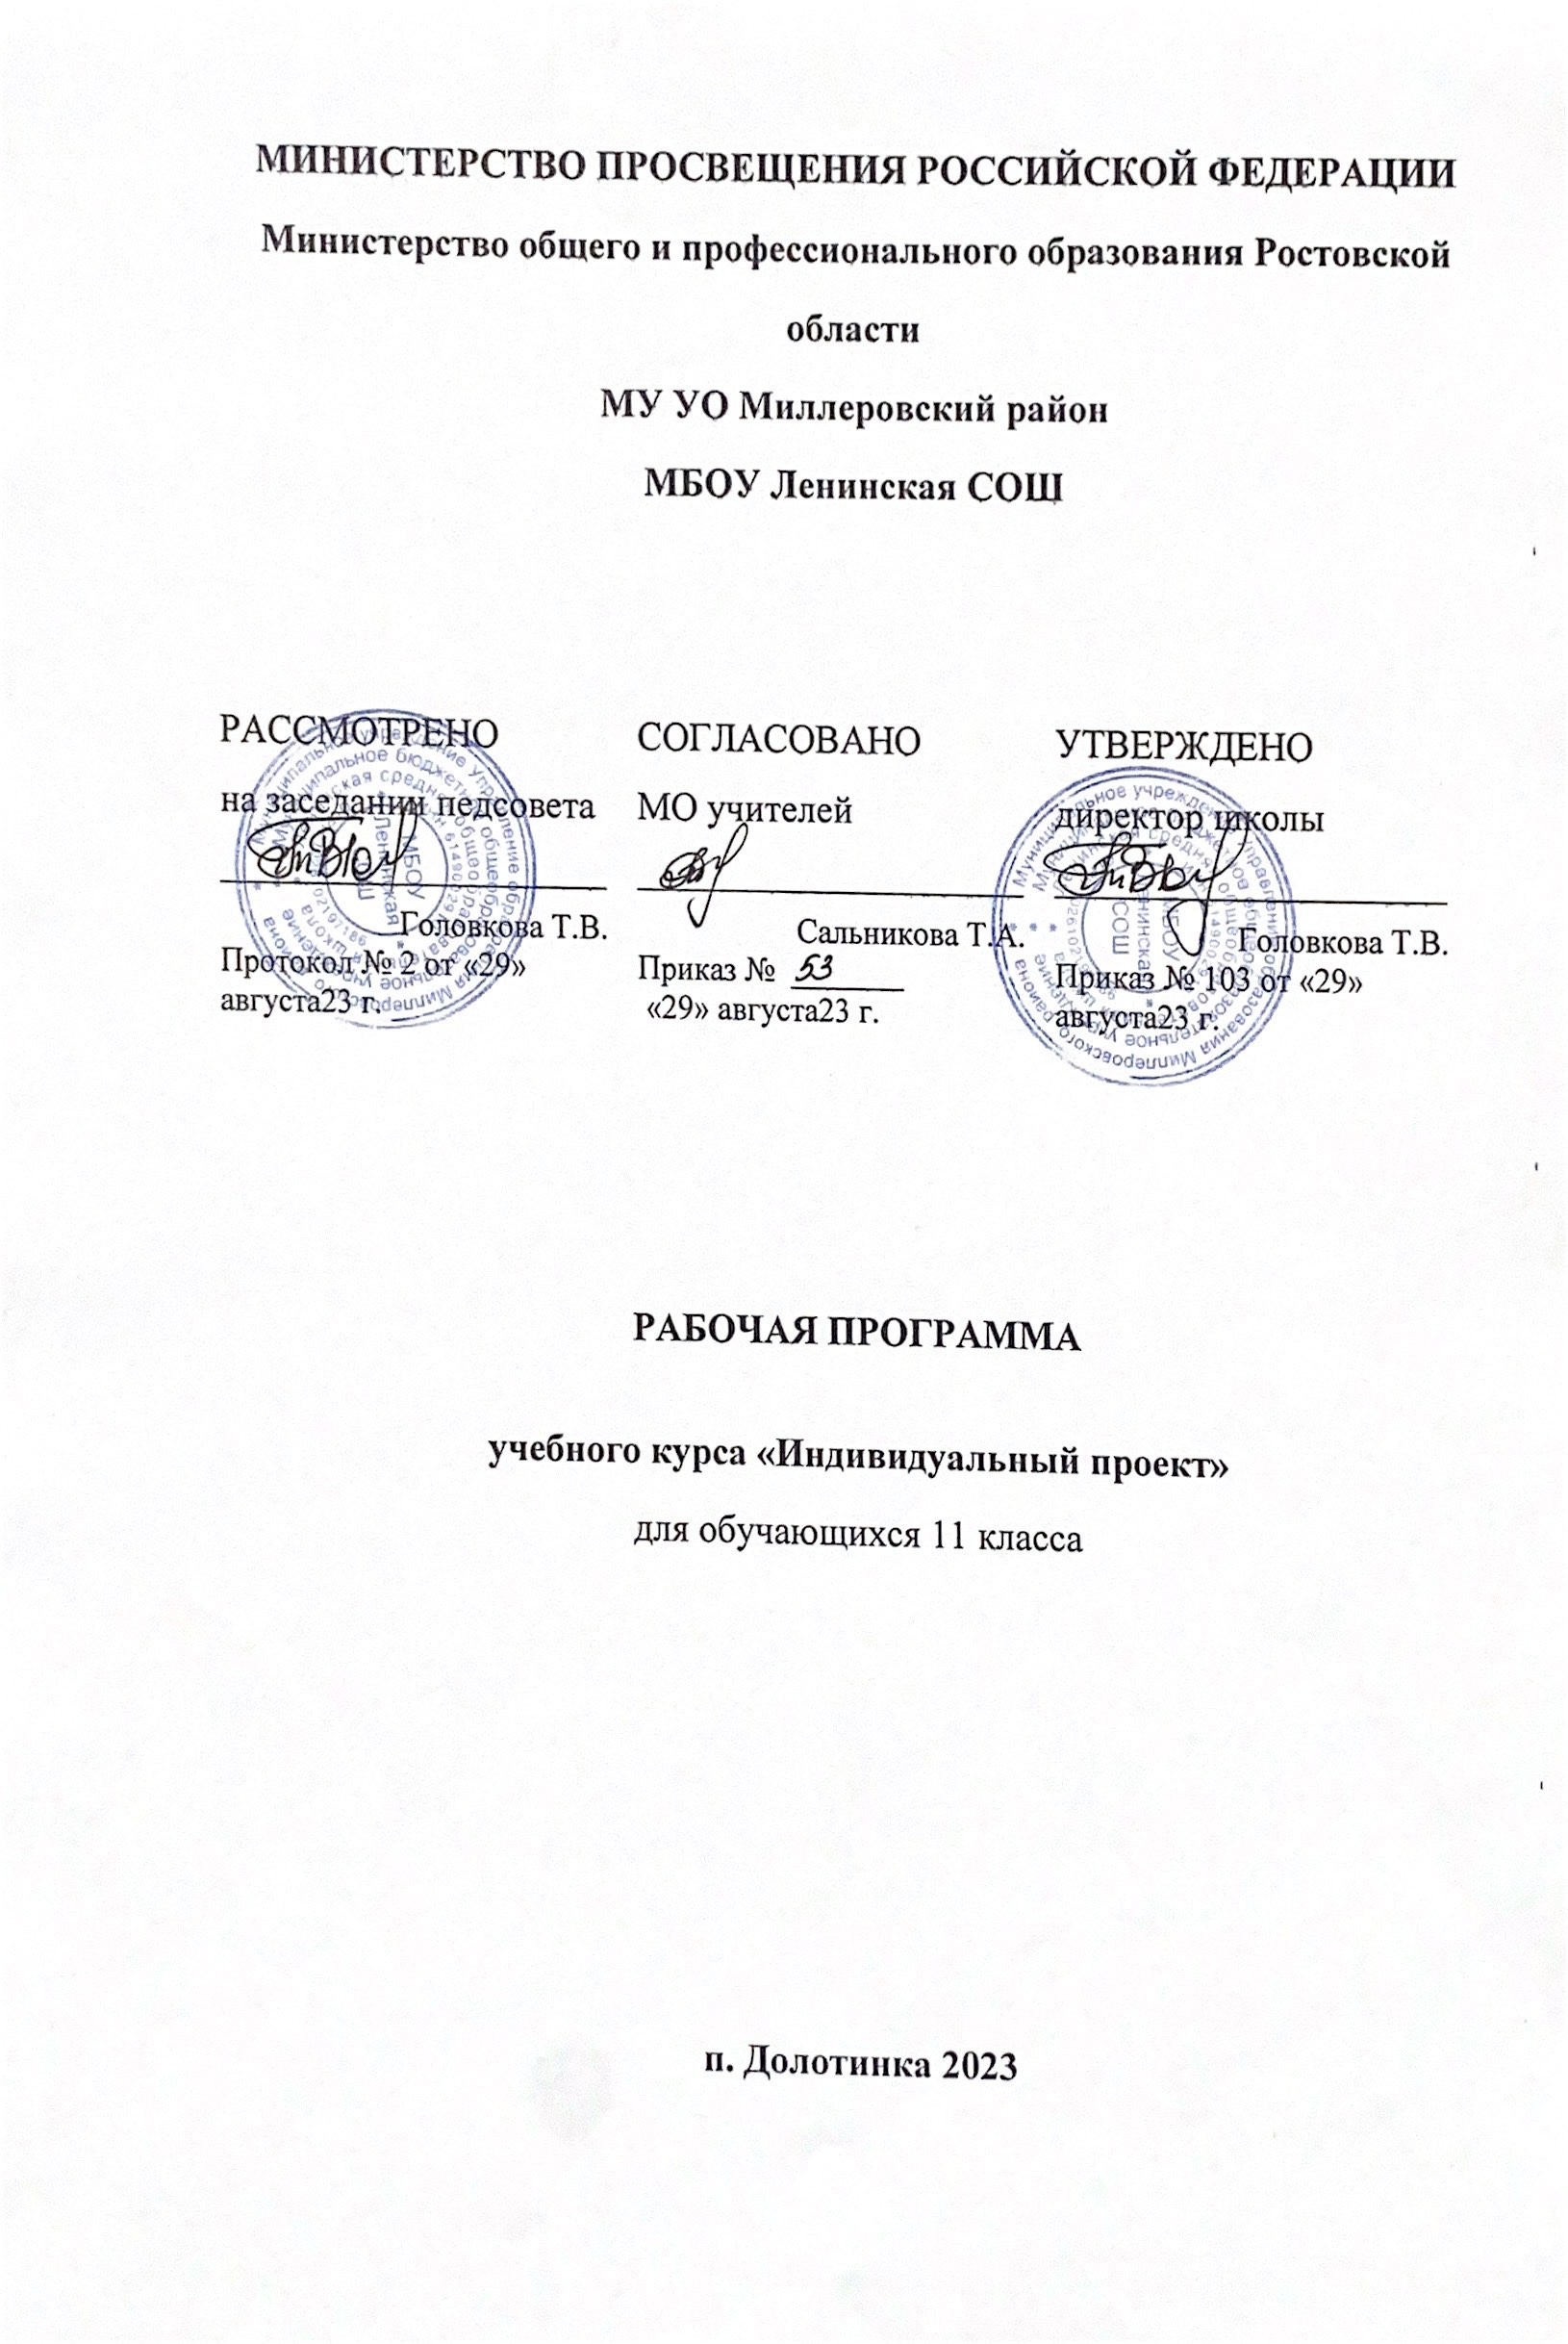 МИНИСТЕРСТВО ПРОСВЕЩЕНИЯ РОССИЙСКОЙ ФЕДЕРАЦИИ
Министерство общего и профессионального образования Ростовской
области
МУ УО Миллеровский район
МБОУ Ленинская СОШ
РАССМОТРЕНО
на заседании педсовета
Головкова Т.В.
Протокол № 2 от «29»
августа23 г.
СОГЛАСОВАНО
МО учителей
Сальникова Т.А.
Приказ № 53
«29» августа23 г.
УТВЕРЖДЕНО
директор школы
Головкова Т.В.
Приказ № 103 от «29»
августа23 г.
РАБОЧАЯ ПРОГРАММА
учебного курса «Индивидуальный проект»
для обучающихся 11 класса
п. Долотинка 2023